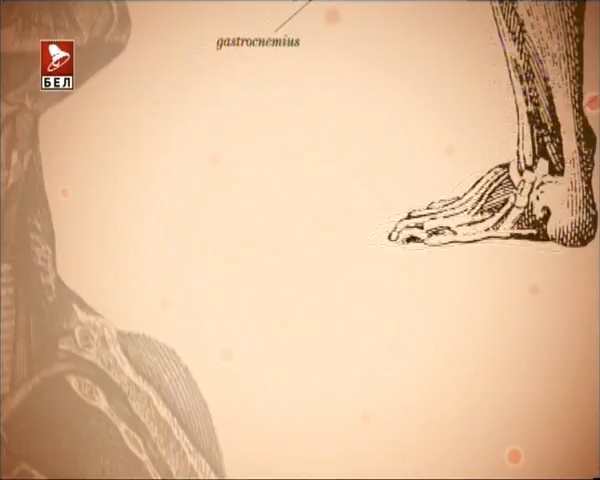 gastrocnemius
БЕЛ